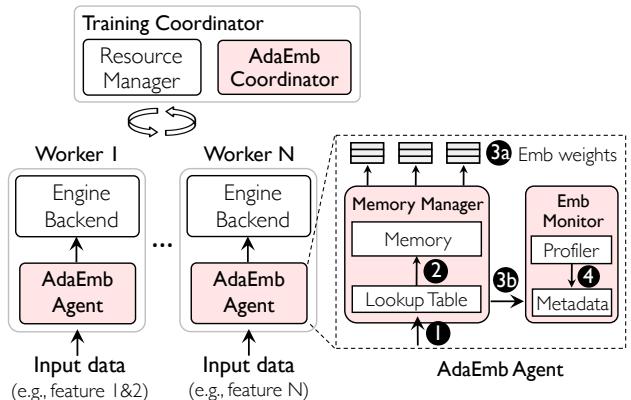 Training Coordinator
Resource
Manager
AdaEmb
Coordinator
Worker 1
Engine
Backend
AdaEmb
Agent
Input data
(e.g., feature 1&2)
...
Worker N
Engine
Backend
AdaEmb
Agent
Input data
(e.g., feature N)
3a Emb weights
Memory Manager
Memory
2
Lookup Table
1
3b
Emb
Monitor
Profiler
4
Metadata
AdaEmb Agent